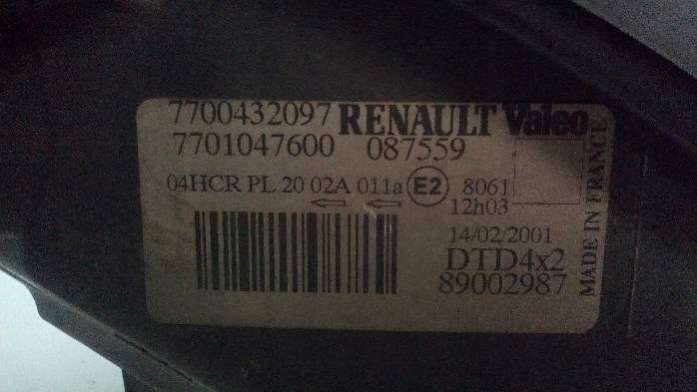 7700432097 RENAULT Valeo
7701047600 087559
04HCR PL 20 02A 011a E2 8061
12h03
14/02/2001
DTD4x2
89002987
MADE IN FRANCE